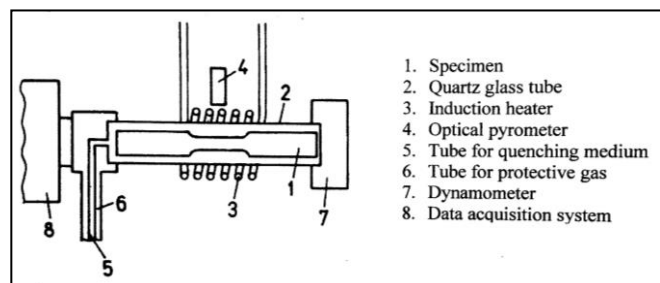 4
2
1. Specimen
2. Quartz glass tube
3. Induction heater
4. Optical pyrometer
5. Tube for quenching medium
6. Tube for protective gas
7. Dynamometer
8. Data acquisition system
6
1
8
3
7
5